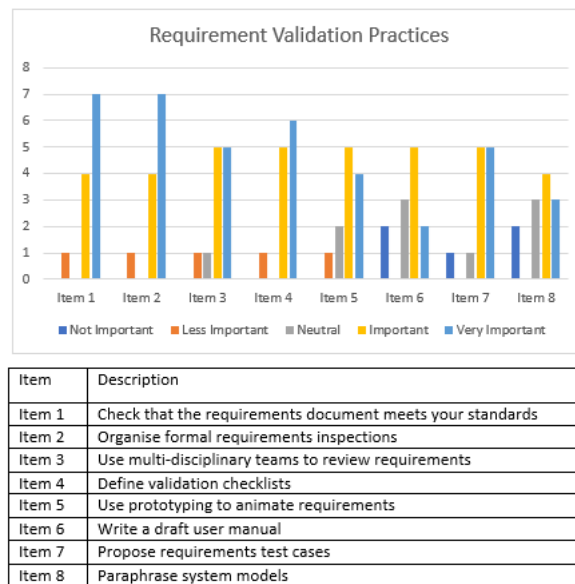 Requirement Validation Practices
8
7
6
5
4
3
2
1
0
Item 1 Item 2 Item 3 Item 4 Item 5 Item 6 Item 7 Item 8
Not Important Less Important Neutral Important Very Important
Item Description
Item 1 Check that the requirements document meets your standards
Item 2 Organise formal requirements inspections
Item 3 Use multi-disciplinary teams to review requirements
Item 4 Define validation checklists
Item 5 Use prototyping to animate requirements
Item 6 Write a draft user manual
Item 7 Propose requirements test cases
Item 8 Paraphrase system models